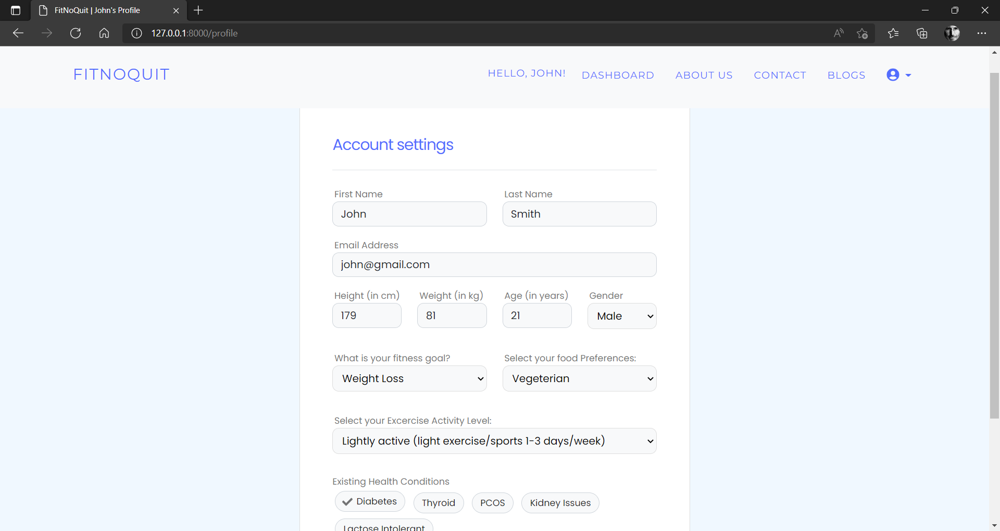 FitNoQuit | John's Profile
127.0.0.1:8000/profile
FITNOQUIT
HELLO, JOHN! DASHBOARD ABOUT US CONTACT BLOGS
Account settings
First Name Last Name
John Smith
Email Address
john@gmail.com
Height (in cm) Weight (in kg) Age (in years) Gender
179 81 21 Male
What is your fitness goal? Select your food Preferences:
Weight Loss Vegeterian
Select your Excercise Activity Level:
Lightly active (light exercise/sports 1-3 days/week)
Existing Health Conditions
Diabetes Thyroid PCOS Kidney Issues
Lactose Intolerant